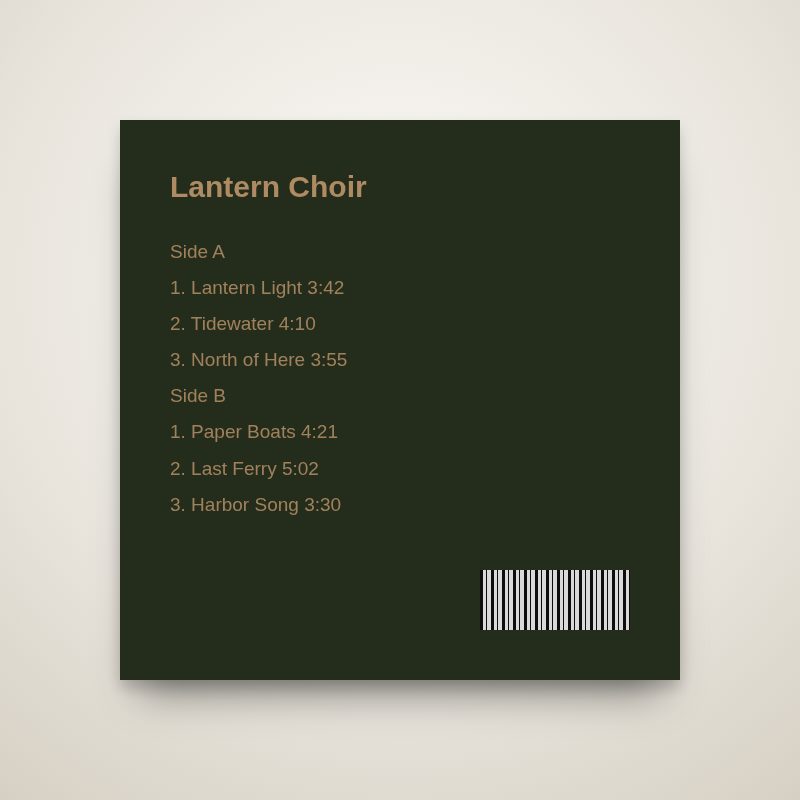 Lantern Choir
Side A
1. Lantern Light 3:42
2. Tidewater 4:10
3. North of Here 3:55
Side B
1. Paper Boats 4:21
2. Last Ferry 5:02
3. Harbor Song 3:30